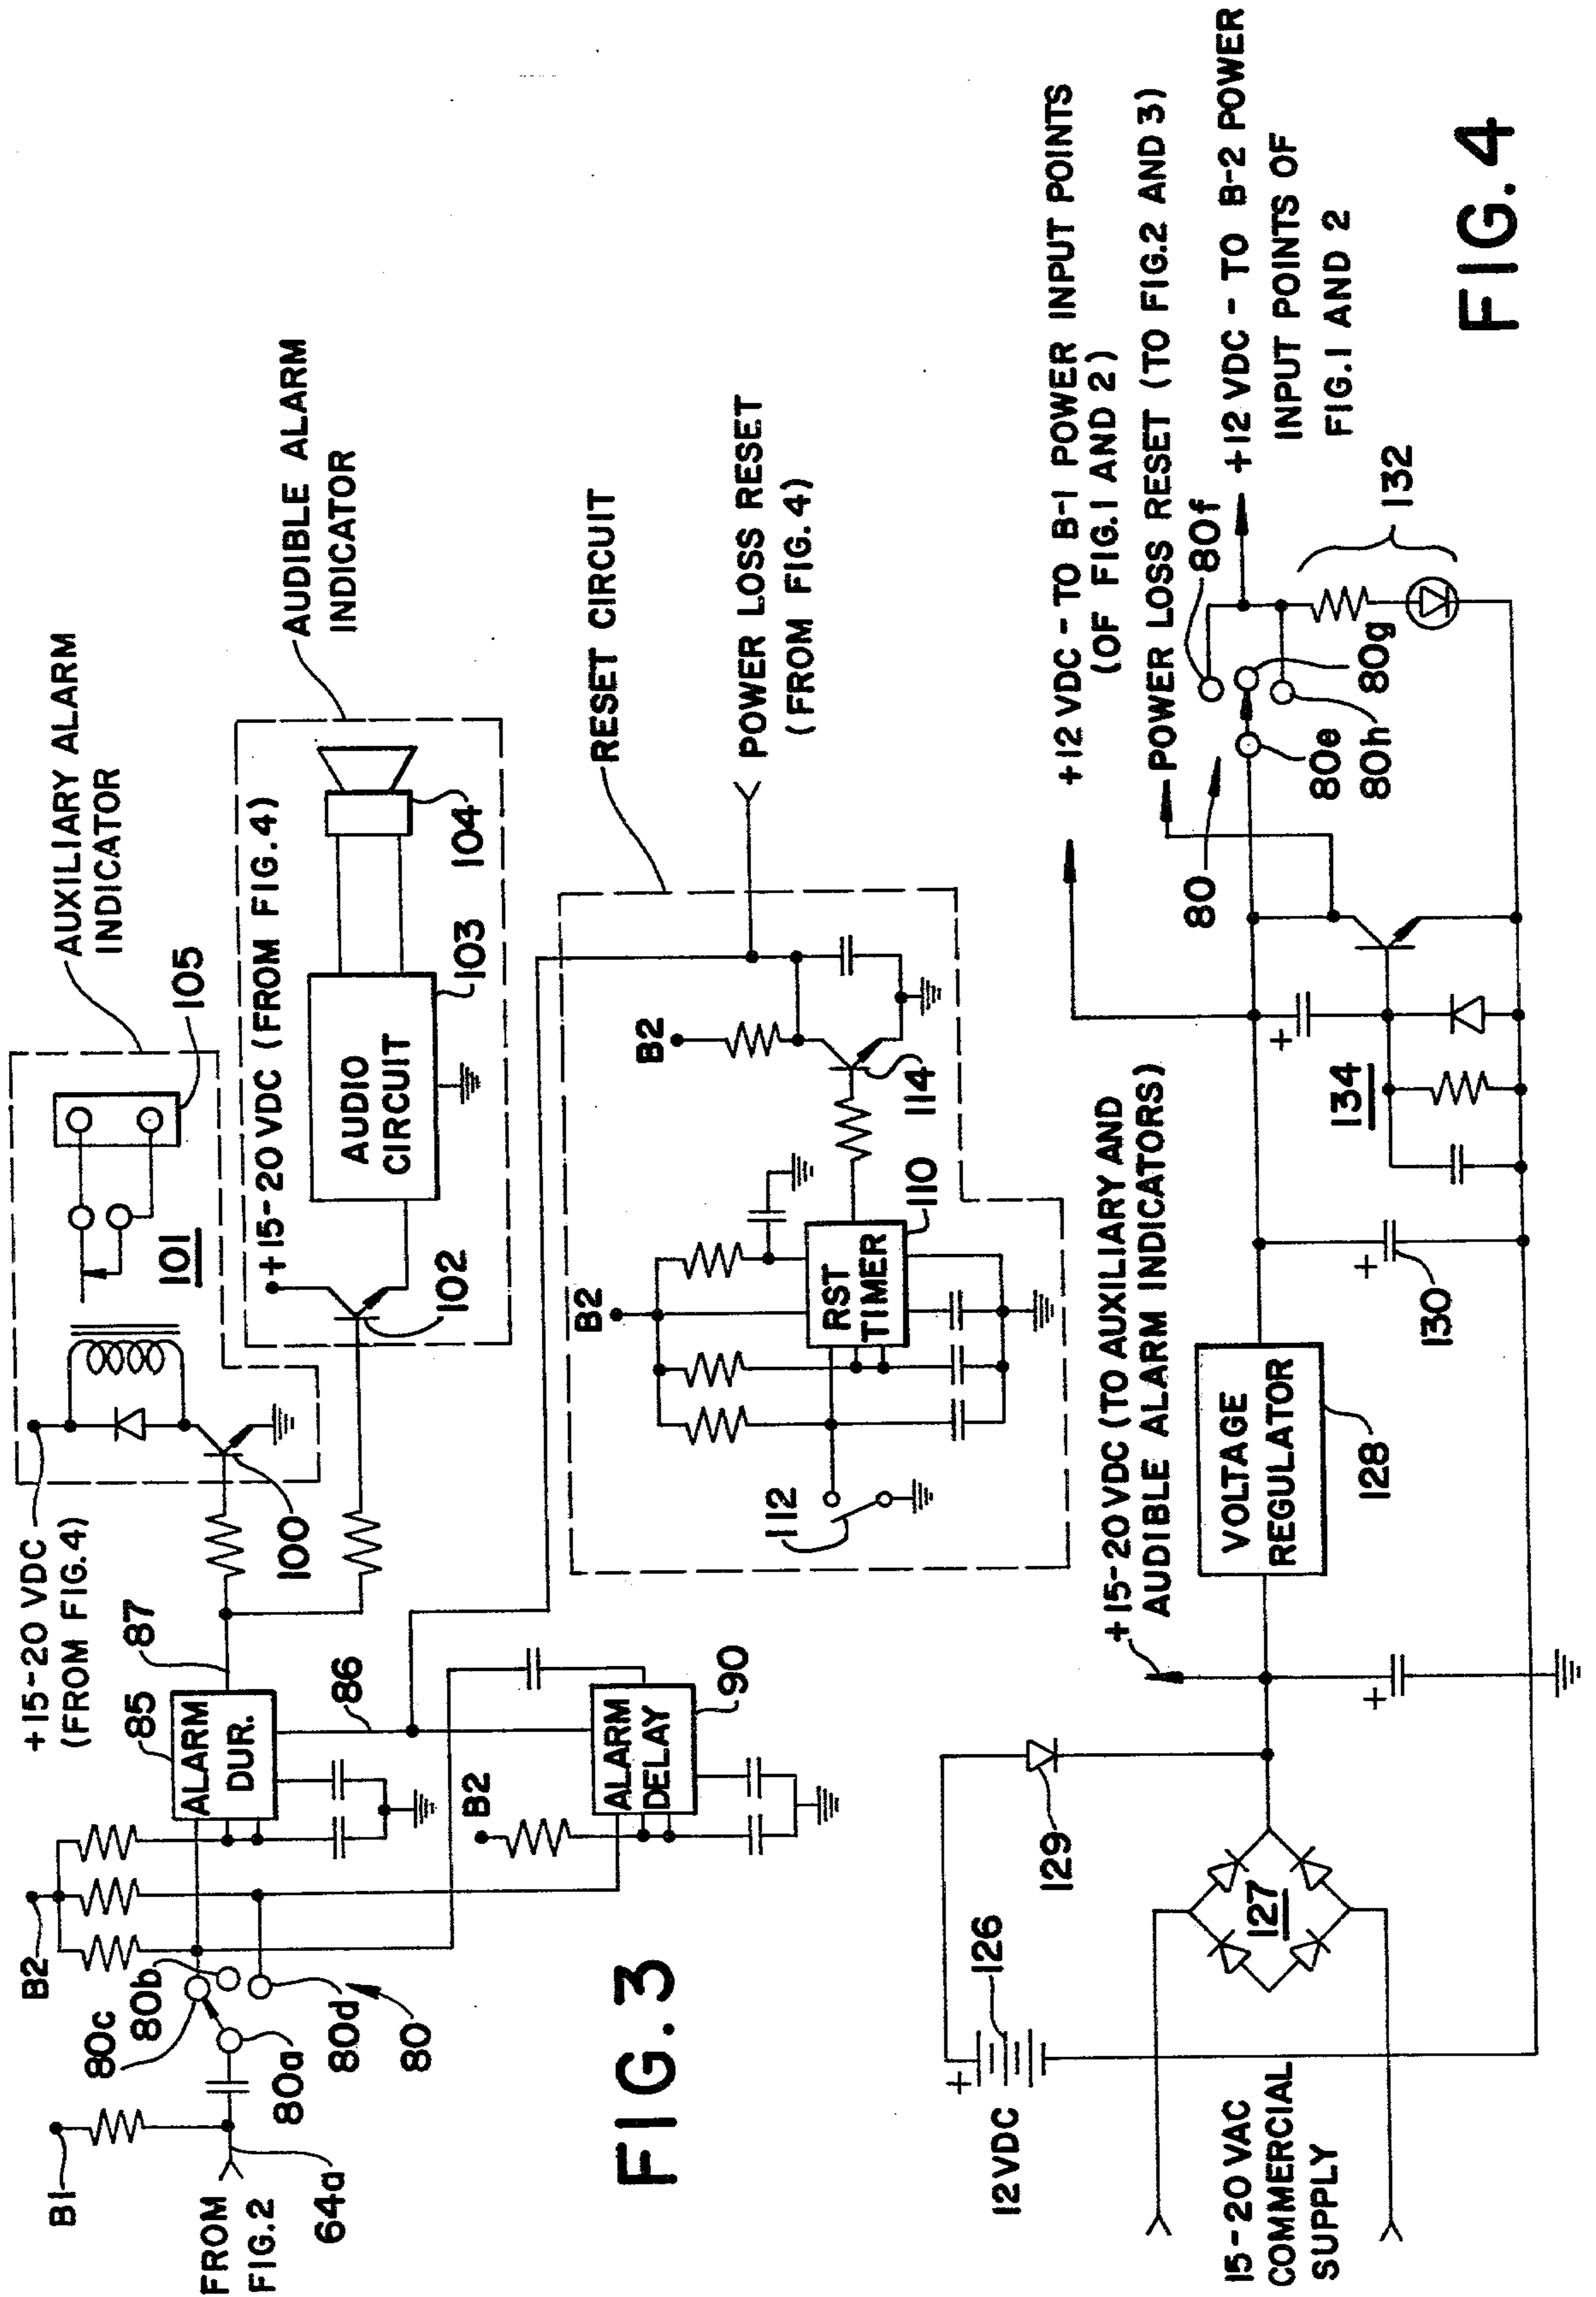 +15-20 VDC
(FROM FIG.4)
AUXILIARY ALARM
INDICATOR
105
101
100
AUDIBLE ALARM
INDICATOR
+15-20 VDC (FROM FIG.4)
AUDIO
CIRCUIT
103
104
102
B1
B2
FROM
FIG.2
64a
80a
80c
80b
80d
80
ALARM
DUR.
85
87
86
B2
ALARM
DELAY
90
RESET CIRCUIT
B2
B2
RST
TIMER
110
112
114
POWER LOSS RESET
(FROM FIG.4)
FIG.3
12VDC
126
129
127
15-20 VAC
COMMERCIAL
SUPPLY
+15-20 VDC (TO AUXILIARY AND
AUDIBLE ALARM INDICATORS)
VOLTAGE
REGULATOR
128
130
134
+12 VDC - TO B-1 POWER INPUT POINTS
(OF FIG.1 AND 2)
POWER LOSS RESET (TO FIG.2 AND 3)
+12 VDC - TO B-2 POWER
INPUT POINTS OF
FIG.1 AND 2
80
80f
80e
80g
80h
132
FIG.4